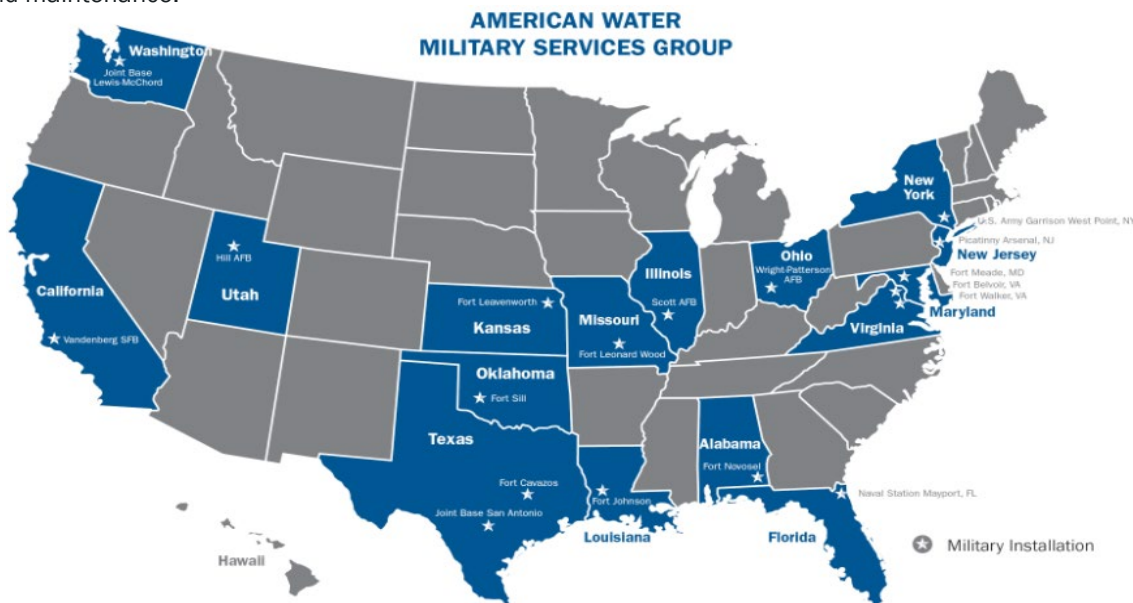 nd maintenance.
AMERICAN WATER
MILITARY SERVICES GROUP
Washington
Joint Base
Lewis-McChord
California
Vandenberg SFB
Hill AFB
Utah
Fort Leavenworth
Kansas
Oklahoma
Fort Sill
Texas
Fort Cavazos
Joint Base San Antonio
Missouri
Fort Leonard Wood
Illinois
Scott AFB
Ohio
Wright-Patterson
AFB
New
York
U.S. Army Garrison West Point, NY
Picatinny Arsenal, NJ
New Jersey
Fort Meade, MD
Fort Belvoir, VA
Fort Walker, VA
Maryland
Virginia
Alabama
Fort Novosel
Fort Johnson
Louisiana
Naval Station Mayport, FL
Florida
Hawaii
Military Installation